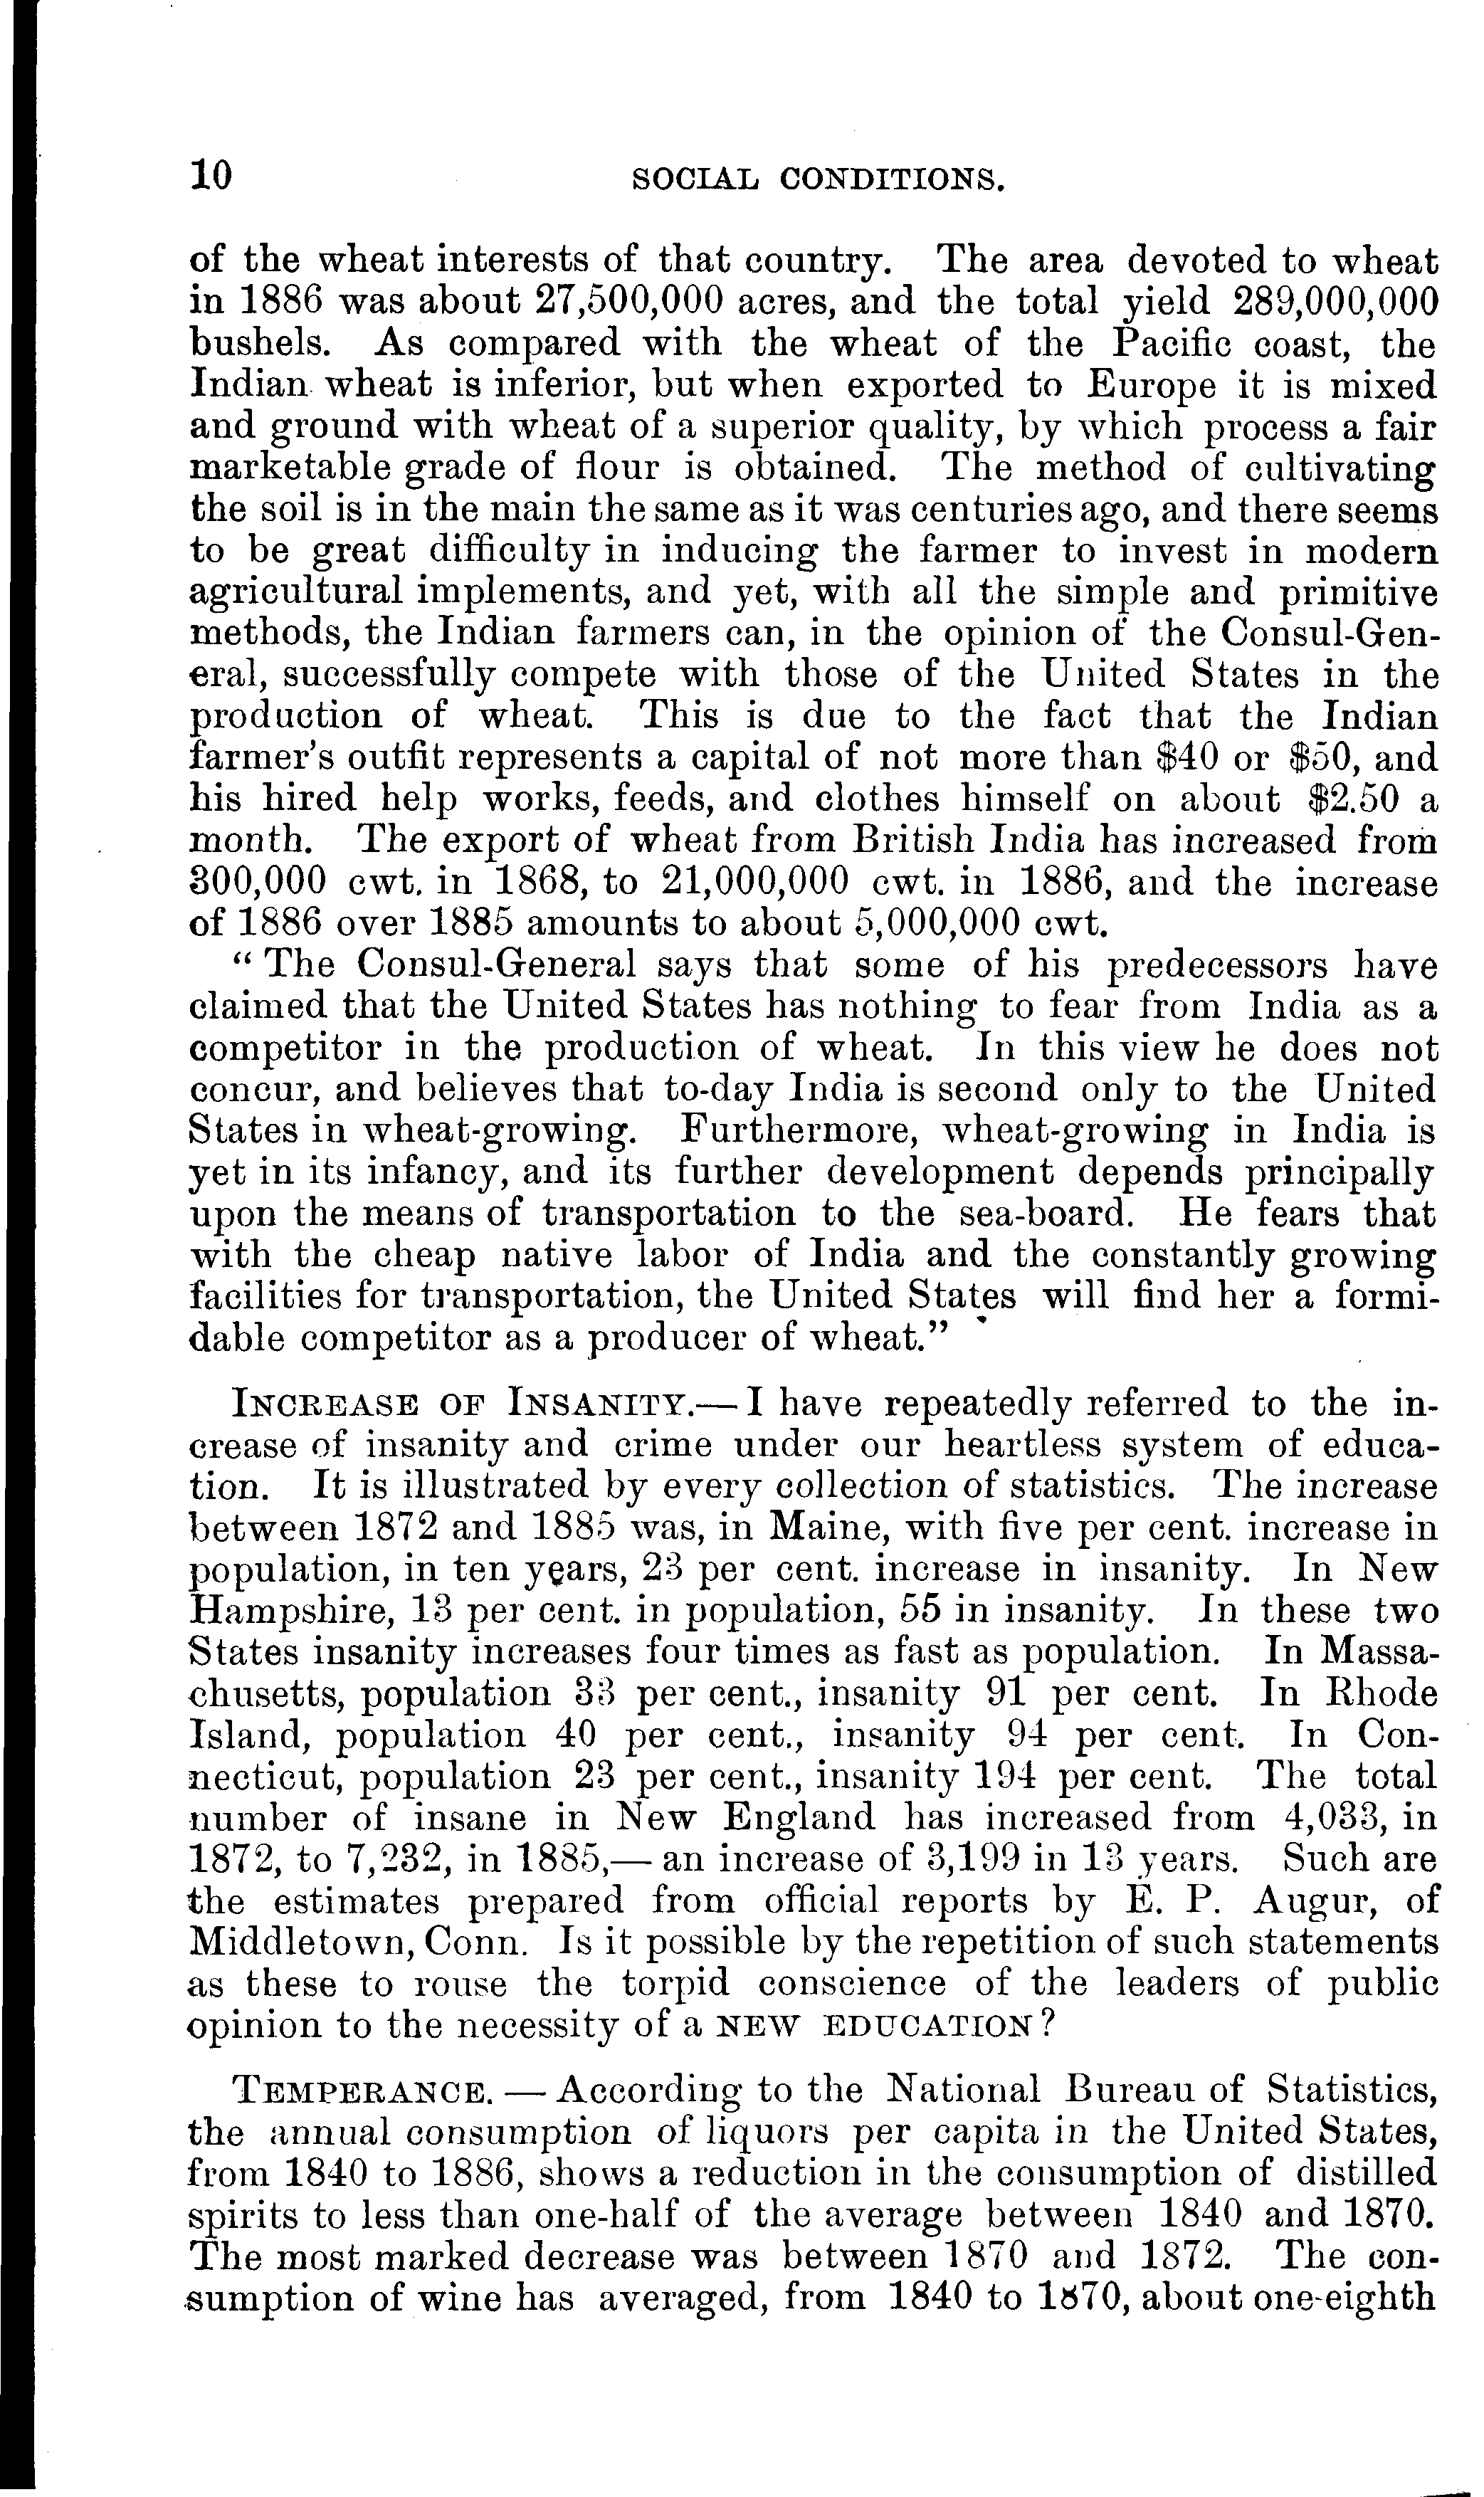 10 SOCIAL CONDITIONS.
of the wheat interests of that country. The area devoted to wheat
in 1886 was about 27,500,000 acres, and the total yield 289,000,000
bushels. As compared with the wheat of the Pacific coast, the
Indian wheat is inferior, but when exported to Europe it is mixed
and ground with wheat of a superior quality, by which process a fair
marketable grade of flour is obtained. The method of cultivating
the soil is in the main the same as it was centuries ago, and there seems
to be great difficulty in inducing the farmer to invest in modern
agricultural implements, and yet, with all the simple and primitive
methods, the Indian farmers can, in the opinion of the Consul-Gen-
eral, successfully compete with those of the United States in the
production of wheat. This is due to the fact that the Indian
farmer's outfit represents a capital of not more than $40 or $50, and
his hired help works, feeds, and clothes himself on about $2.50 a
month. The export of wheat from British India has increased from
300,000 cwt. in 1868, to 21,000,000 cwt. in 1886, and the increase
of 1886 over 1885 amounts to about 5,000,000 cwt.
“ The Consul-General says that some of his predecessors have
claimed that the United States has nothing to fear from India as a
competitor in the production of wheat. In this view he does not
concur, and believes that to-day India is second only to the United
States in wheat-growing. Furthermore, wheat-growing in India is
yet in its infancy, and its further development depends principally
upon the means of transportation to the sea-board. He fears that
with the cheap native labor of India and the constantly growing
facilities for transportation, the United States will find her a formi-
dable competitor as a producer of wheat.”
INCREASE OF INSANITY.— I have repeatedly referred to the in-
crease of insanity and crime under our heartless system of educa-
tion. It is illustrated by every collection of statistics. The increase
between 1872 and 1885 was, in Maine, with five per cent. increase in
population, in ten years, 23 per cent. increase in insanity. In New
Hampshire, 13 per cent. in population, 55 in insanity. In these two
States insanity increases four times as fast as population. In Massa-
chusetts, population 33 per cent., insanity 91 per cent. In Rhode
Island, population 40 per cent., insanity 94 per cent. In Con-
necticut, population 23 per cent., insanity 194 per cent. The total
number of insane in New England has increased from 4,033, in
1872, to 7,232, in 1885,— an increase of 3,199 in 13 years. Such are
the estimates prepared from official reports by E. P. Augur, of
Middletown, Conn. Is it possible by the repetition of such statements
as these to rouse the torpid conscience of the leaders of public
opinion to the necessity of a NEW EDUCATION?
TEMPERANCE. — According to the National Bureau of Statistics,
the annual consumption of liquors per capita in the United States,
from 1840 to 1886, shows a reduction in the consumption of distilled
spirits to less than one-half of the average between 1840 and 1870.
The most marked decrease was between 1870 and 1872. The con-
sumption of wine has averaged, from 1840 to 1870, about one-eighth